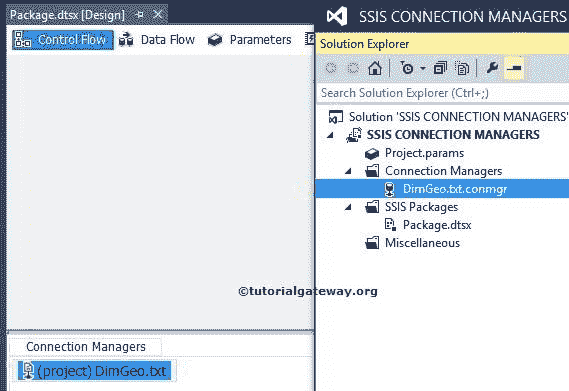 Package.dtsx [Design]
Control Flow
Data Flow
Parameters
Connection Managers
(project) DimGeo.txt
SSIS CONNECTION MANAGERS
Solution Explorer
Search Solution Explorer (Ctrl+;)
Solution 'SSIS CONNECTION MANAGERS'
SSIS CONNECTION MANAGERS
Project.params
Connection Managers
DimGeo.txt.conmgr
SSIS Packages
Package.dtsx
Miscellaneous
©tutorialgateway.org